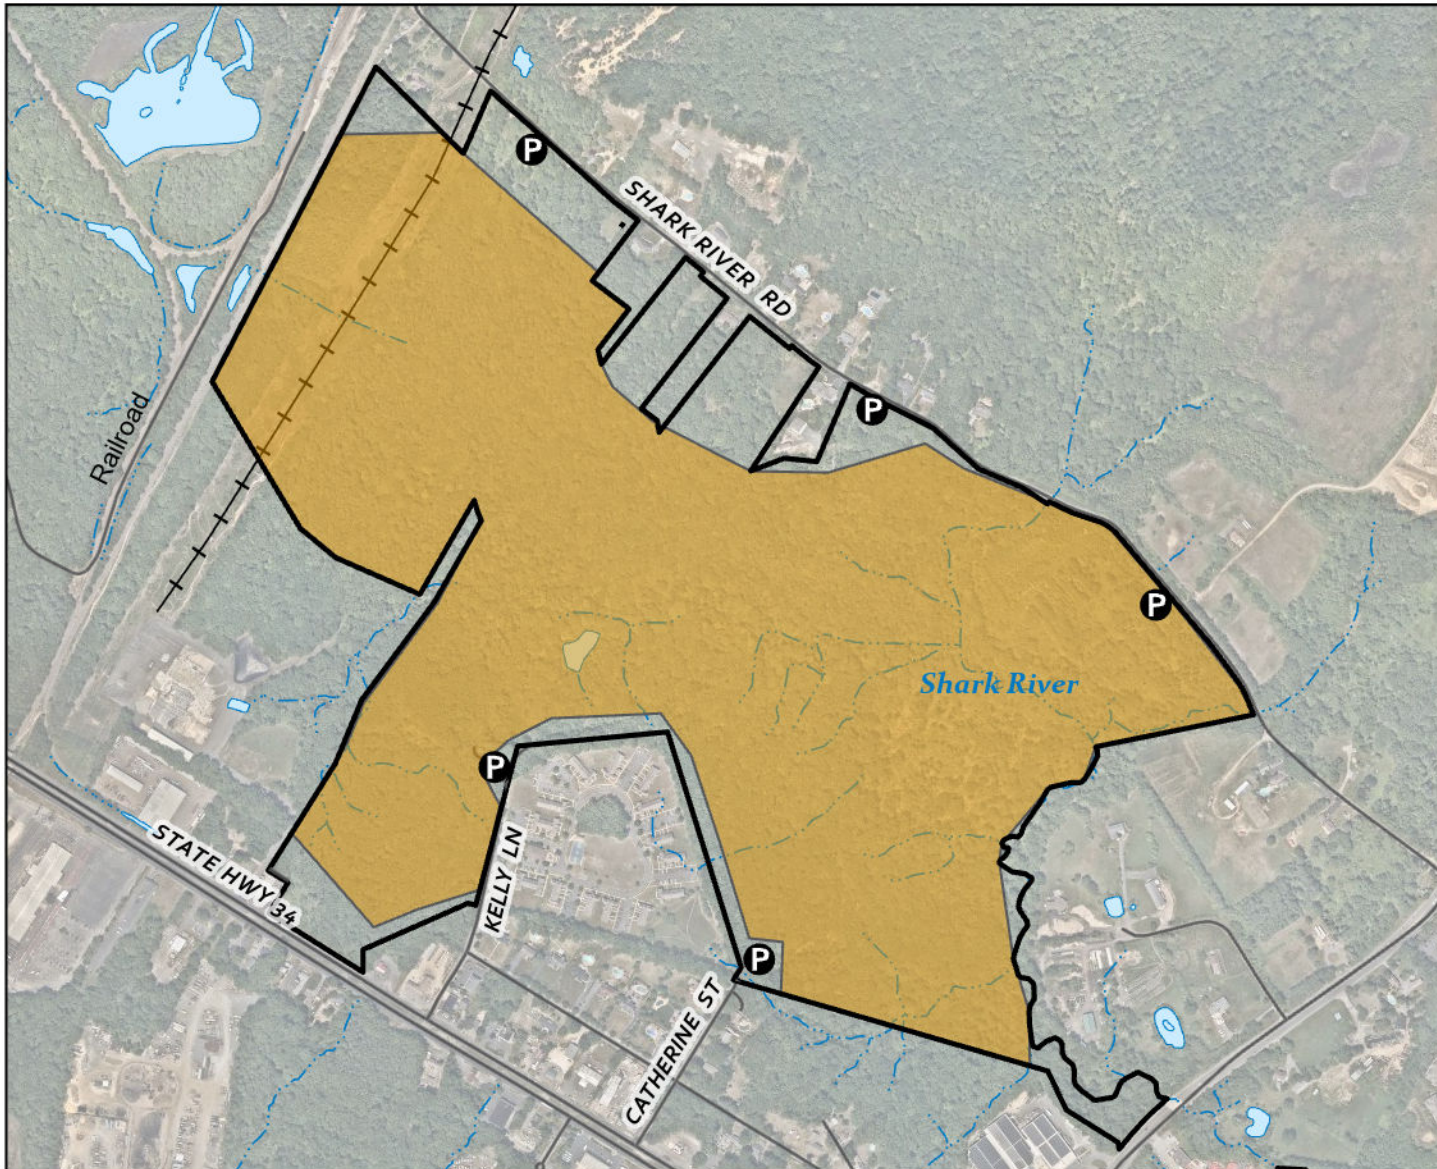 P
SHARK RIVER RD
P
Railroad
P
Shark River
P
STATE HWY 34
KELLY LN
P
CATHERINE ST